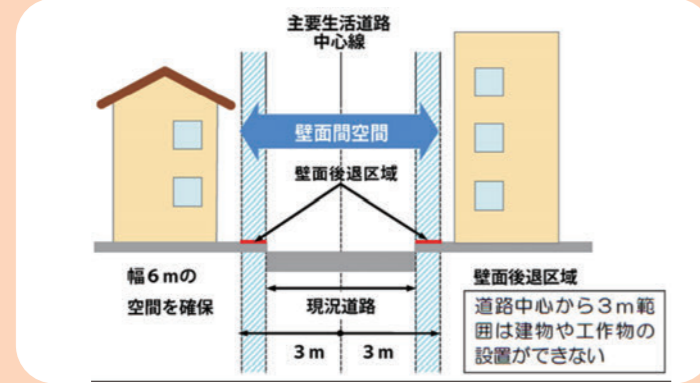 主要生活道路
中心線
壁面間空間
壁面後退区域
幅6mの
空間を確保
現況道路
3m
3m
壁面後退区域
道路中心から3m範
囲は建物や工作物の
設置ができない